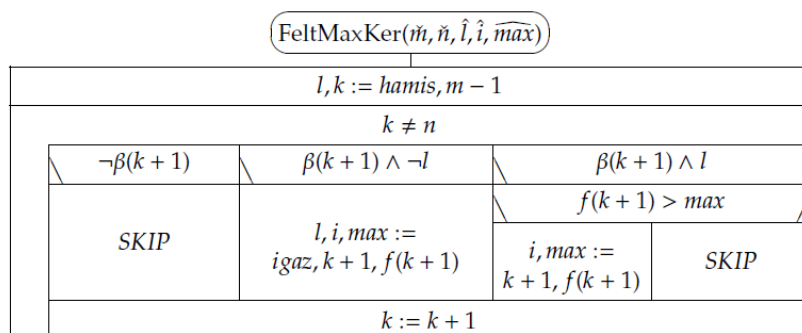 FeltMaxKer(m̌, ň, l̂, î, m̂ax)
l, k := hamis, m − 1
k ≠ n
¬β(k + 1)
β(k + 1) ∧ ¬l
β(k + 1) ∧ l
SKIP
l, i, max :=
igaz, k + 1, f(k + 1)
f(k + 1) > max
i, max :=
k + 1, f(k + 1)
SKIP
k := k + 1